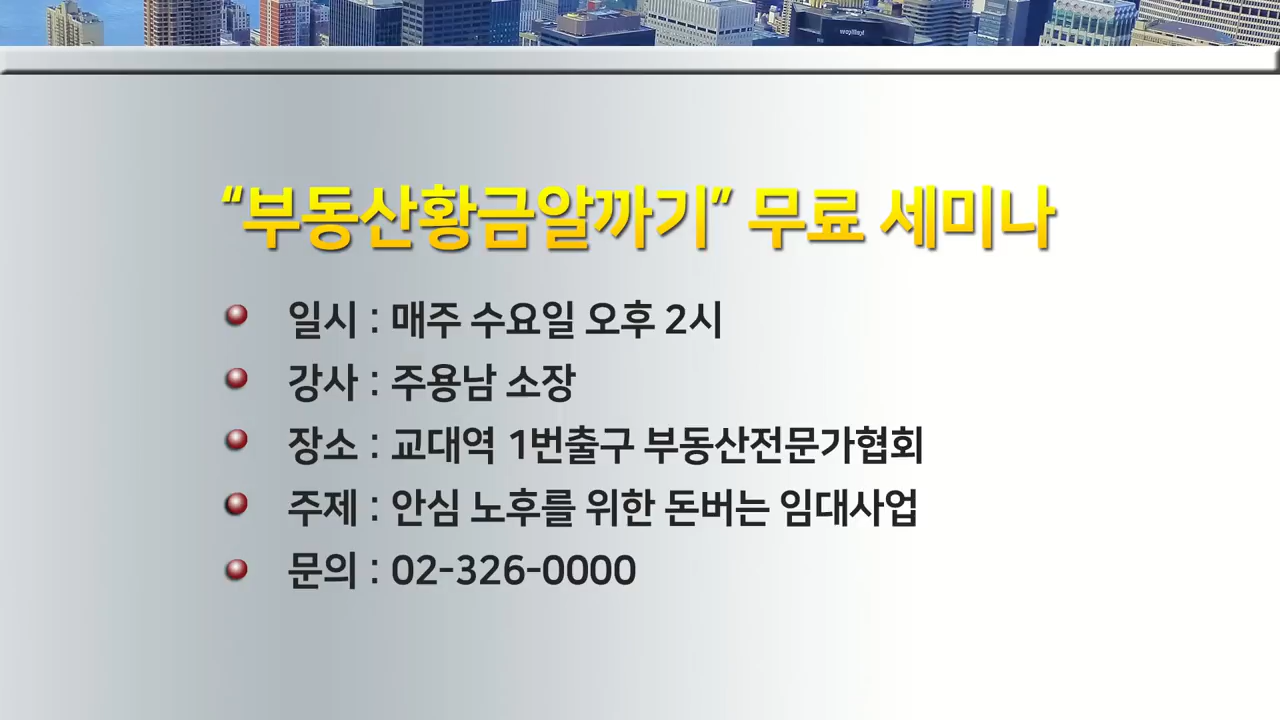 “부동산황금알까기” 무료 세미나
일시 : 매주 수요일 오후 2시
강사 : 주용남 소장
장소 : 교대역 1번출구 부동산전문가협회
주제 : 안심 노후를 위한 돈버는 임대사업
문의 : 02-326-0000